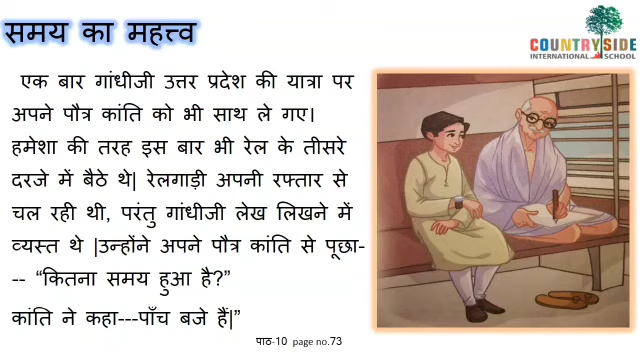 समय का महत्त्व
COUNTRYSIDE
INTERNATIONAL SCHOOL
एक बार गांधीजी उत्तर प्रदेश की यात्रा पर
अपने पौत्र कांति को भी साथ ले गए।
हमेशा की तरह इस बार भी रेल के तीसरे
दरजे में बैठे थे| रेलगाड़ी अपनी रफ्तार से
चल रही थी, परंतु गांधीजी लेख लिखने में
व्यस्त थे |उन्होंने अपने पौत्र कांति से पूछा-
-- “कितना समय हुआ है?”
कांति ने कहा---पाँच बजे हैं|”
पाठ-10 page no.73